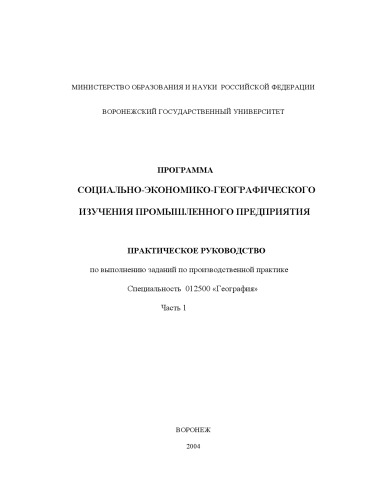 МИНИСТЕРСТВО ОБРАЗОВАНИЯ И НАУКИ РОССИЙСКОЙ ФЕДЕРАЦИИ
ВОРОНЕЖСКИЙ ГОСУДАРСТВЕННЫЙ УНИВЕРСИТЕТ
ПРОГРАММА
СОЦИАЛЬНО-ЭКОНОМИКО-ГЕОГРАФИЧЕСКОГО
ИЗУЧЕНИЯ ПРОМЫШЛЕННОГО ПРЕДПРИЯТИЯ
ПРАКТИЧЕСКОЕ РУКОВОДСТВО
по выполнению заданий по производственной практике
Специальность 012500 «География»
Часть 1
ВОРОНЕЖ
2004